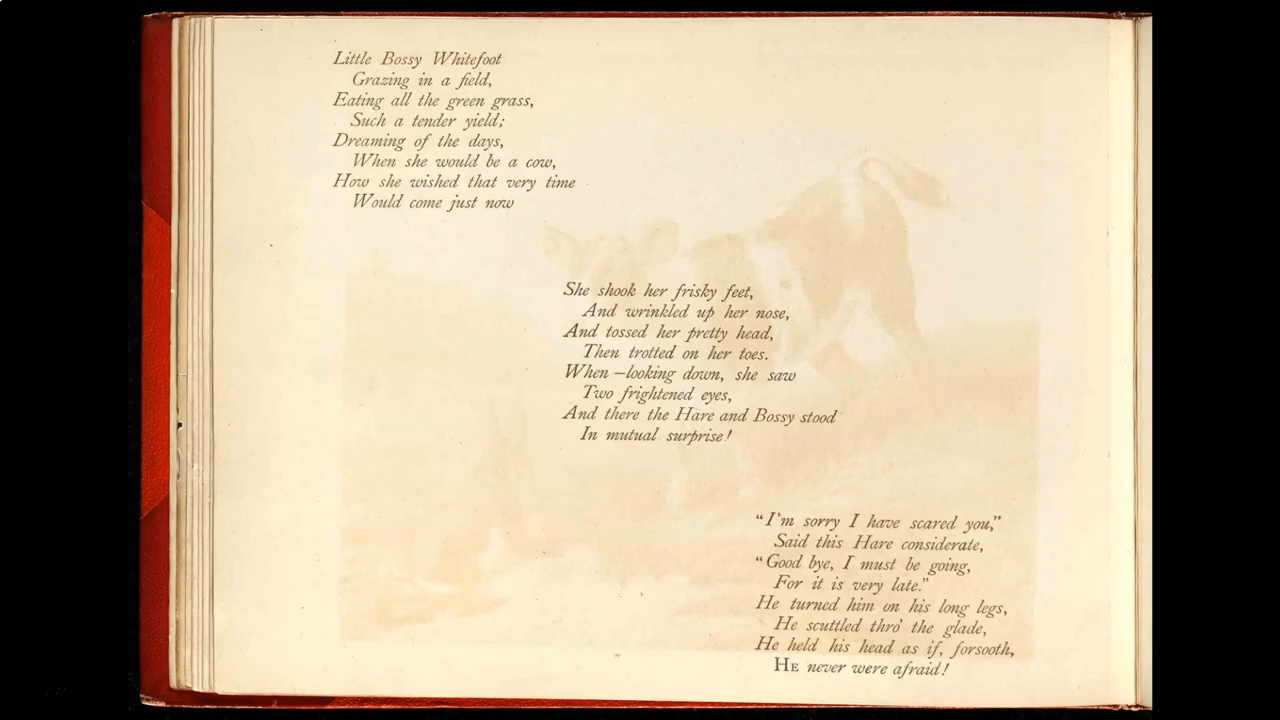 Little Bossy Whitefoot
Grazing in a field,
Eating all the green grass,
Such a tender yield;
Dreaming of the days,
When she would be a cow,
How she wished that very time
Would come just now
She shook her frisky feet,
And wrinkled up her nose,
And tossed her pretty head,
Then trotted on her toes.
When —looking down, she saw
Two frightened eyes,
And there the Hare and Bossy stood
In mutual surprise!
“I’m sorry I have scared you,”
Said this Hare considerate,
“Good bye, I must be going,
For it is very late.”
He turned him on his long legs,
He scuttled thro’ the glade,
He held his head as if, forsooth,
HE never were afraid!